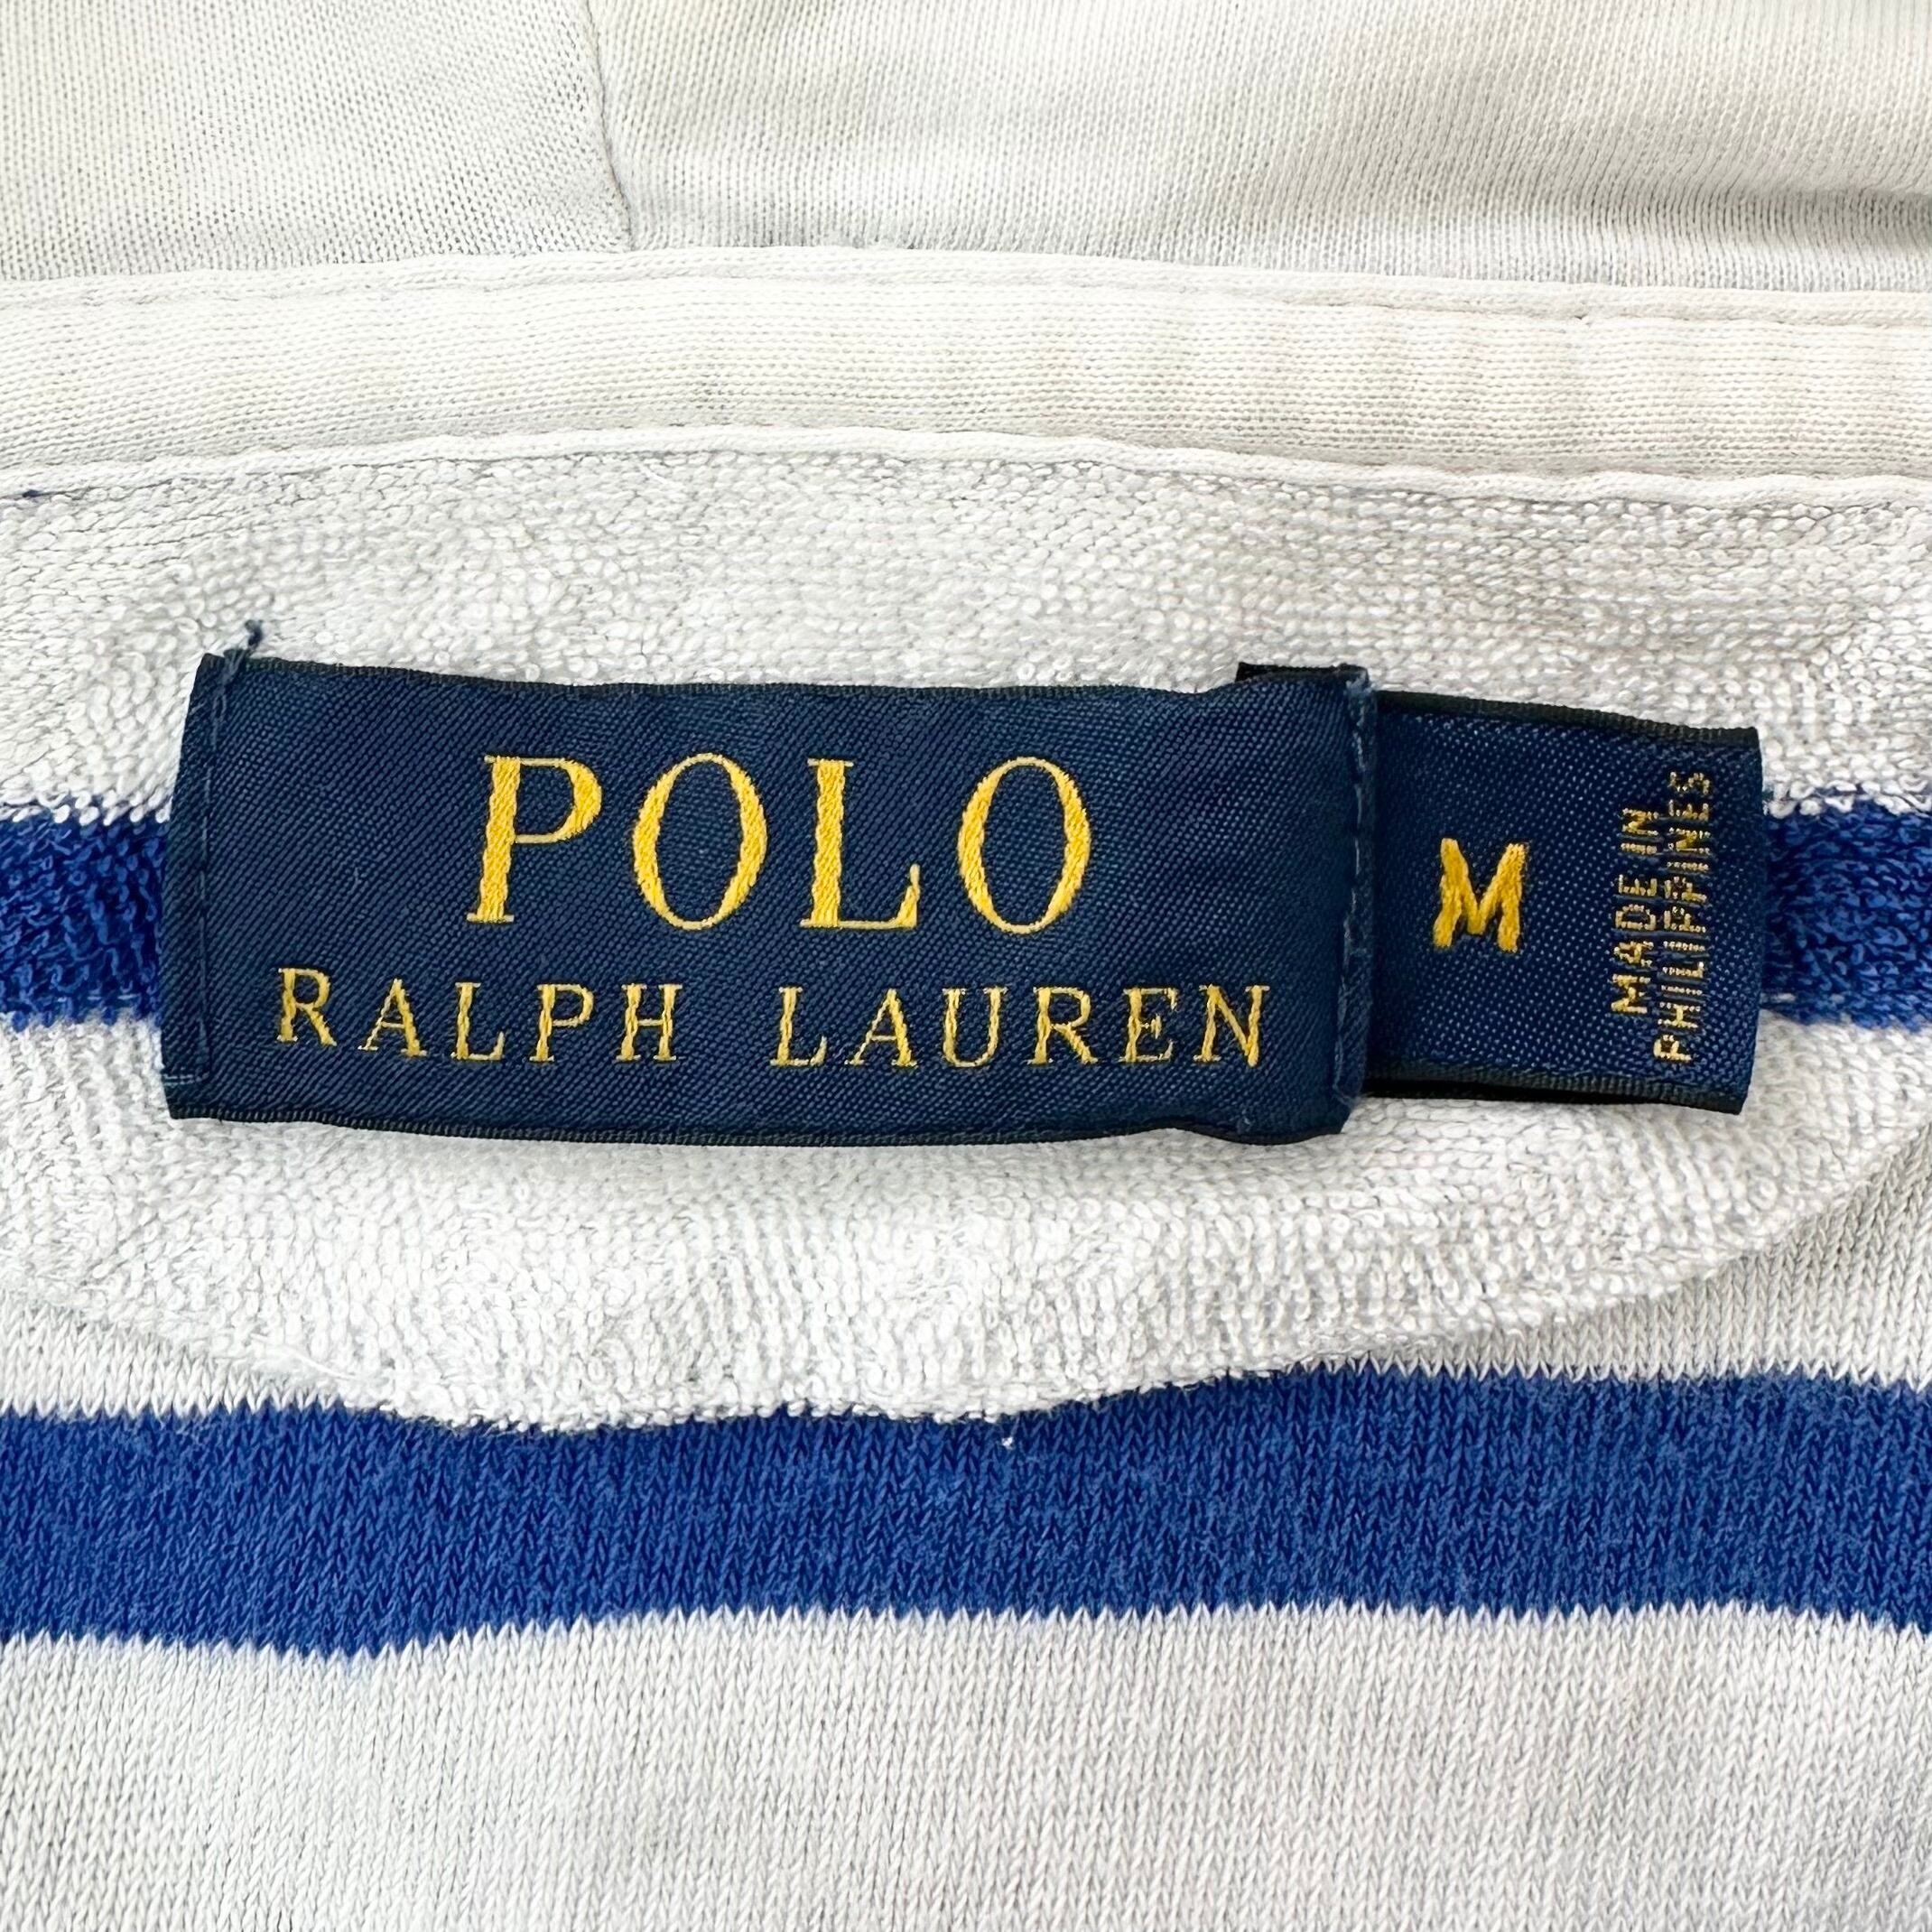 POLO
RALPH LAUREN
M
MADE IN
PHILIPPINES